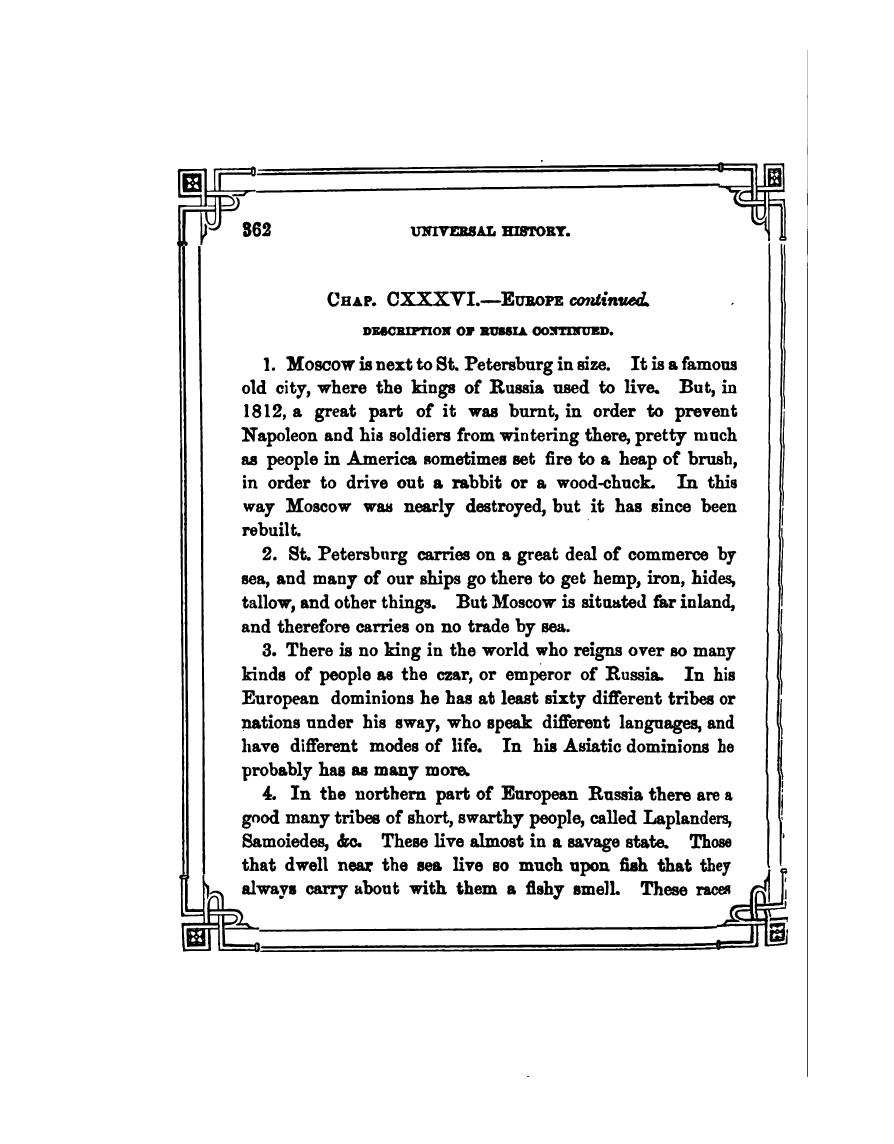 362 UNIVERSAL HISTORY.
CHAP. CXXXVI.—EUROPE continued.
DESCRIPTION OF RUSSIA CONTINUED.
1. Moscow is next to St. Petersburg in size. It is a famous
old city, where the kings of Russia used to live. But, in
1812, a great part of it was burnt, in order to prevent
Napoleon and his soldiers from wintering there, pretty much
as people in America sometimes set fire to a heap of brush,
in order to drive out a rabbit or a wood-chuck. In this
way Moscow was nearly destroyed, but it has since been
rebuilt.
2. St. Petersburg carries on a great deal of commerce by
sea, and many of our ships go there to get hemp, iron, hides,
tallow, and other things. But Moscow is situated far inland,
and therefore carries on no trade by sea.
3. There is no king in the world who reigns over so many
kinds of people as the czar, or emperor of Russia. In his
European dominions he has at least sixty different tribes or
nations under his sway, who speak different languages, and
have different modes of life. In his Asiatic dominions he
probably has as many more.
4. In the northern part of European Russia there are a
good many tribes of short, swarthy people, called Laplanders,
Samoiedes, &c. These live almost in a savage state. Those
that dwell near the sea live so much upon fish that they
always carry about with them a fishy smell. These races